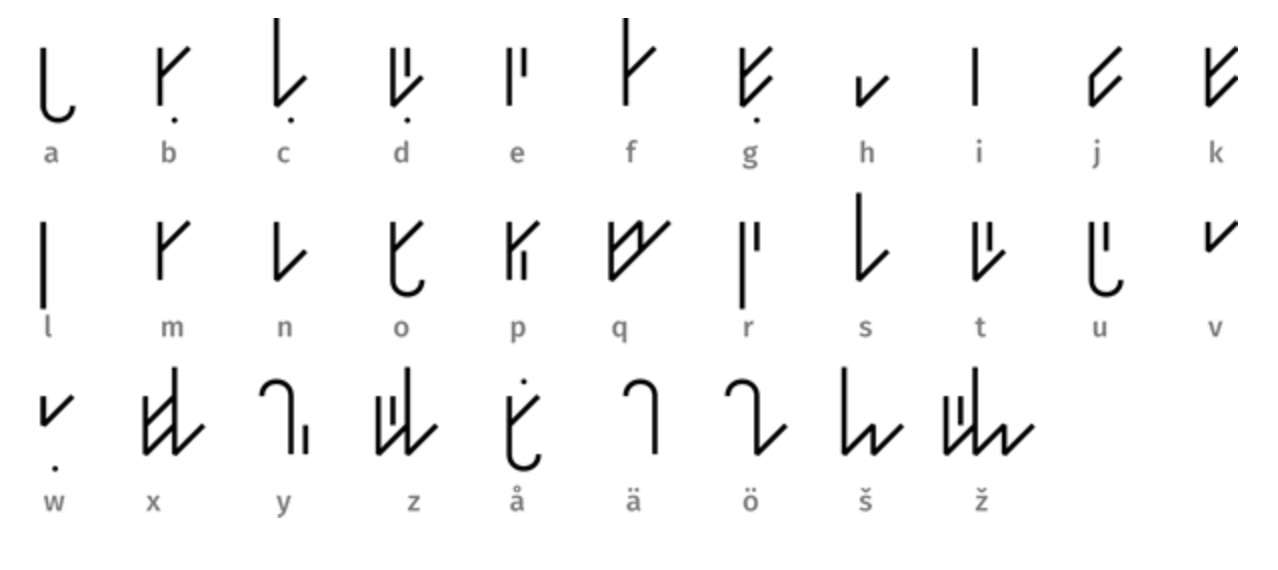 a b c d e f g h i j k
l m n o p q r s t u v
w x y z å ä ö š ž